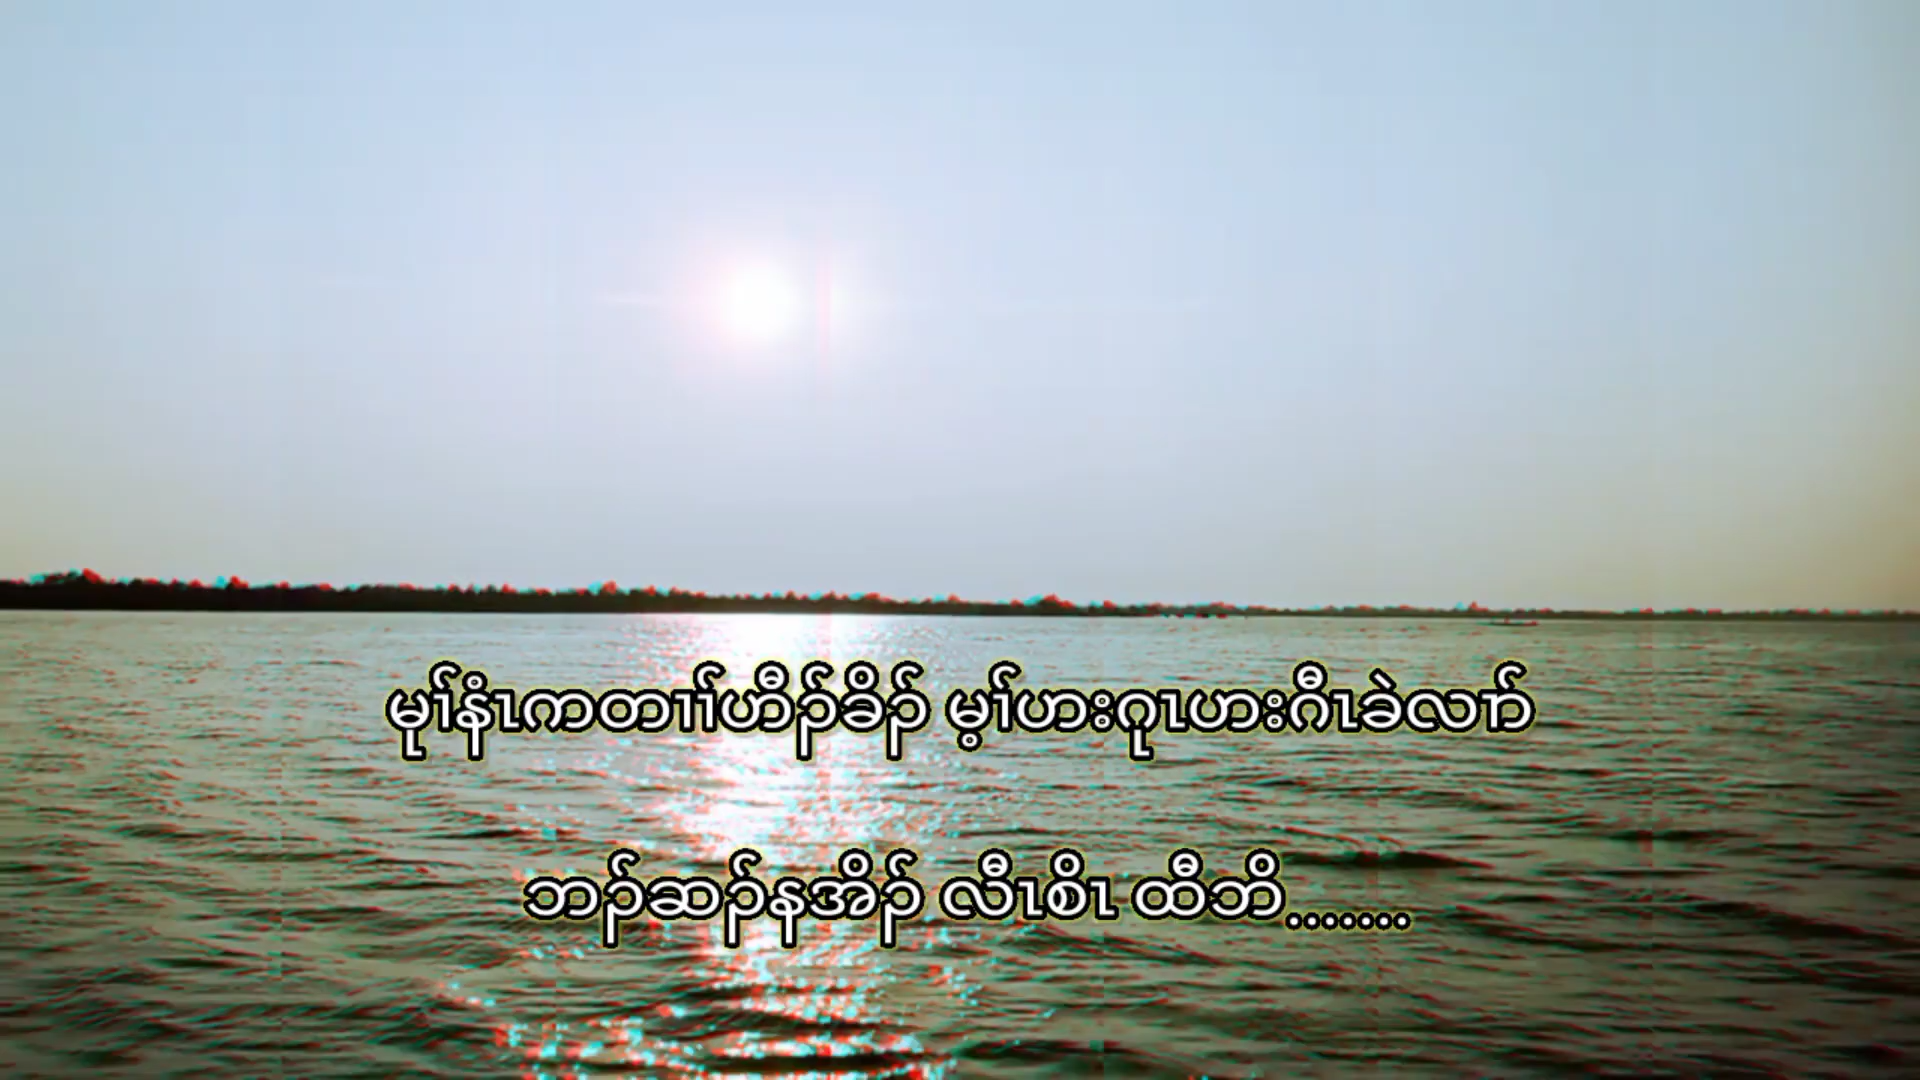 မုၢ်နံၤကတၢၢ်ဟီၣ်ခိၣ် မ့ၢ်ဟးဂုၤဟးဂီၤခဲလၢာ်
ဘၣ်ဆၣ်နအိၣ် လီၤစိၤ ထီဘိ.......